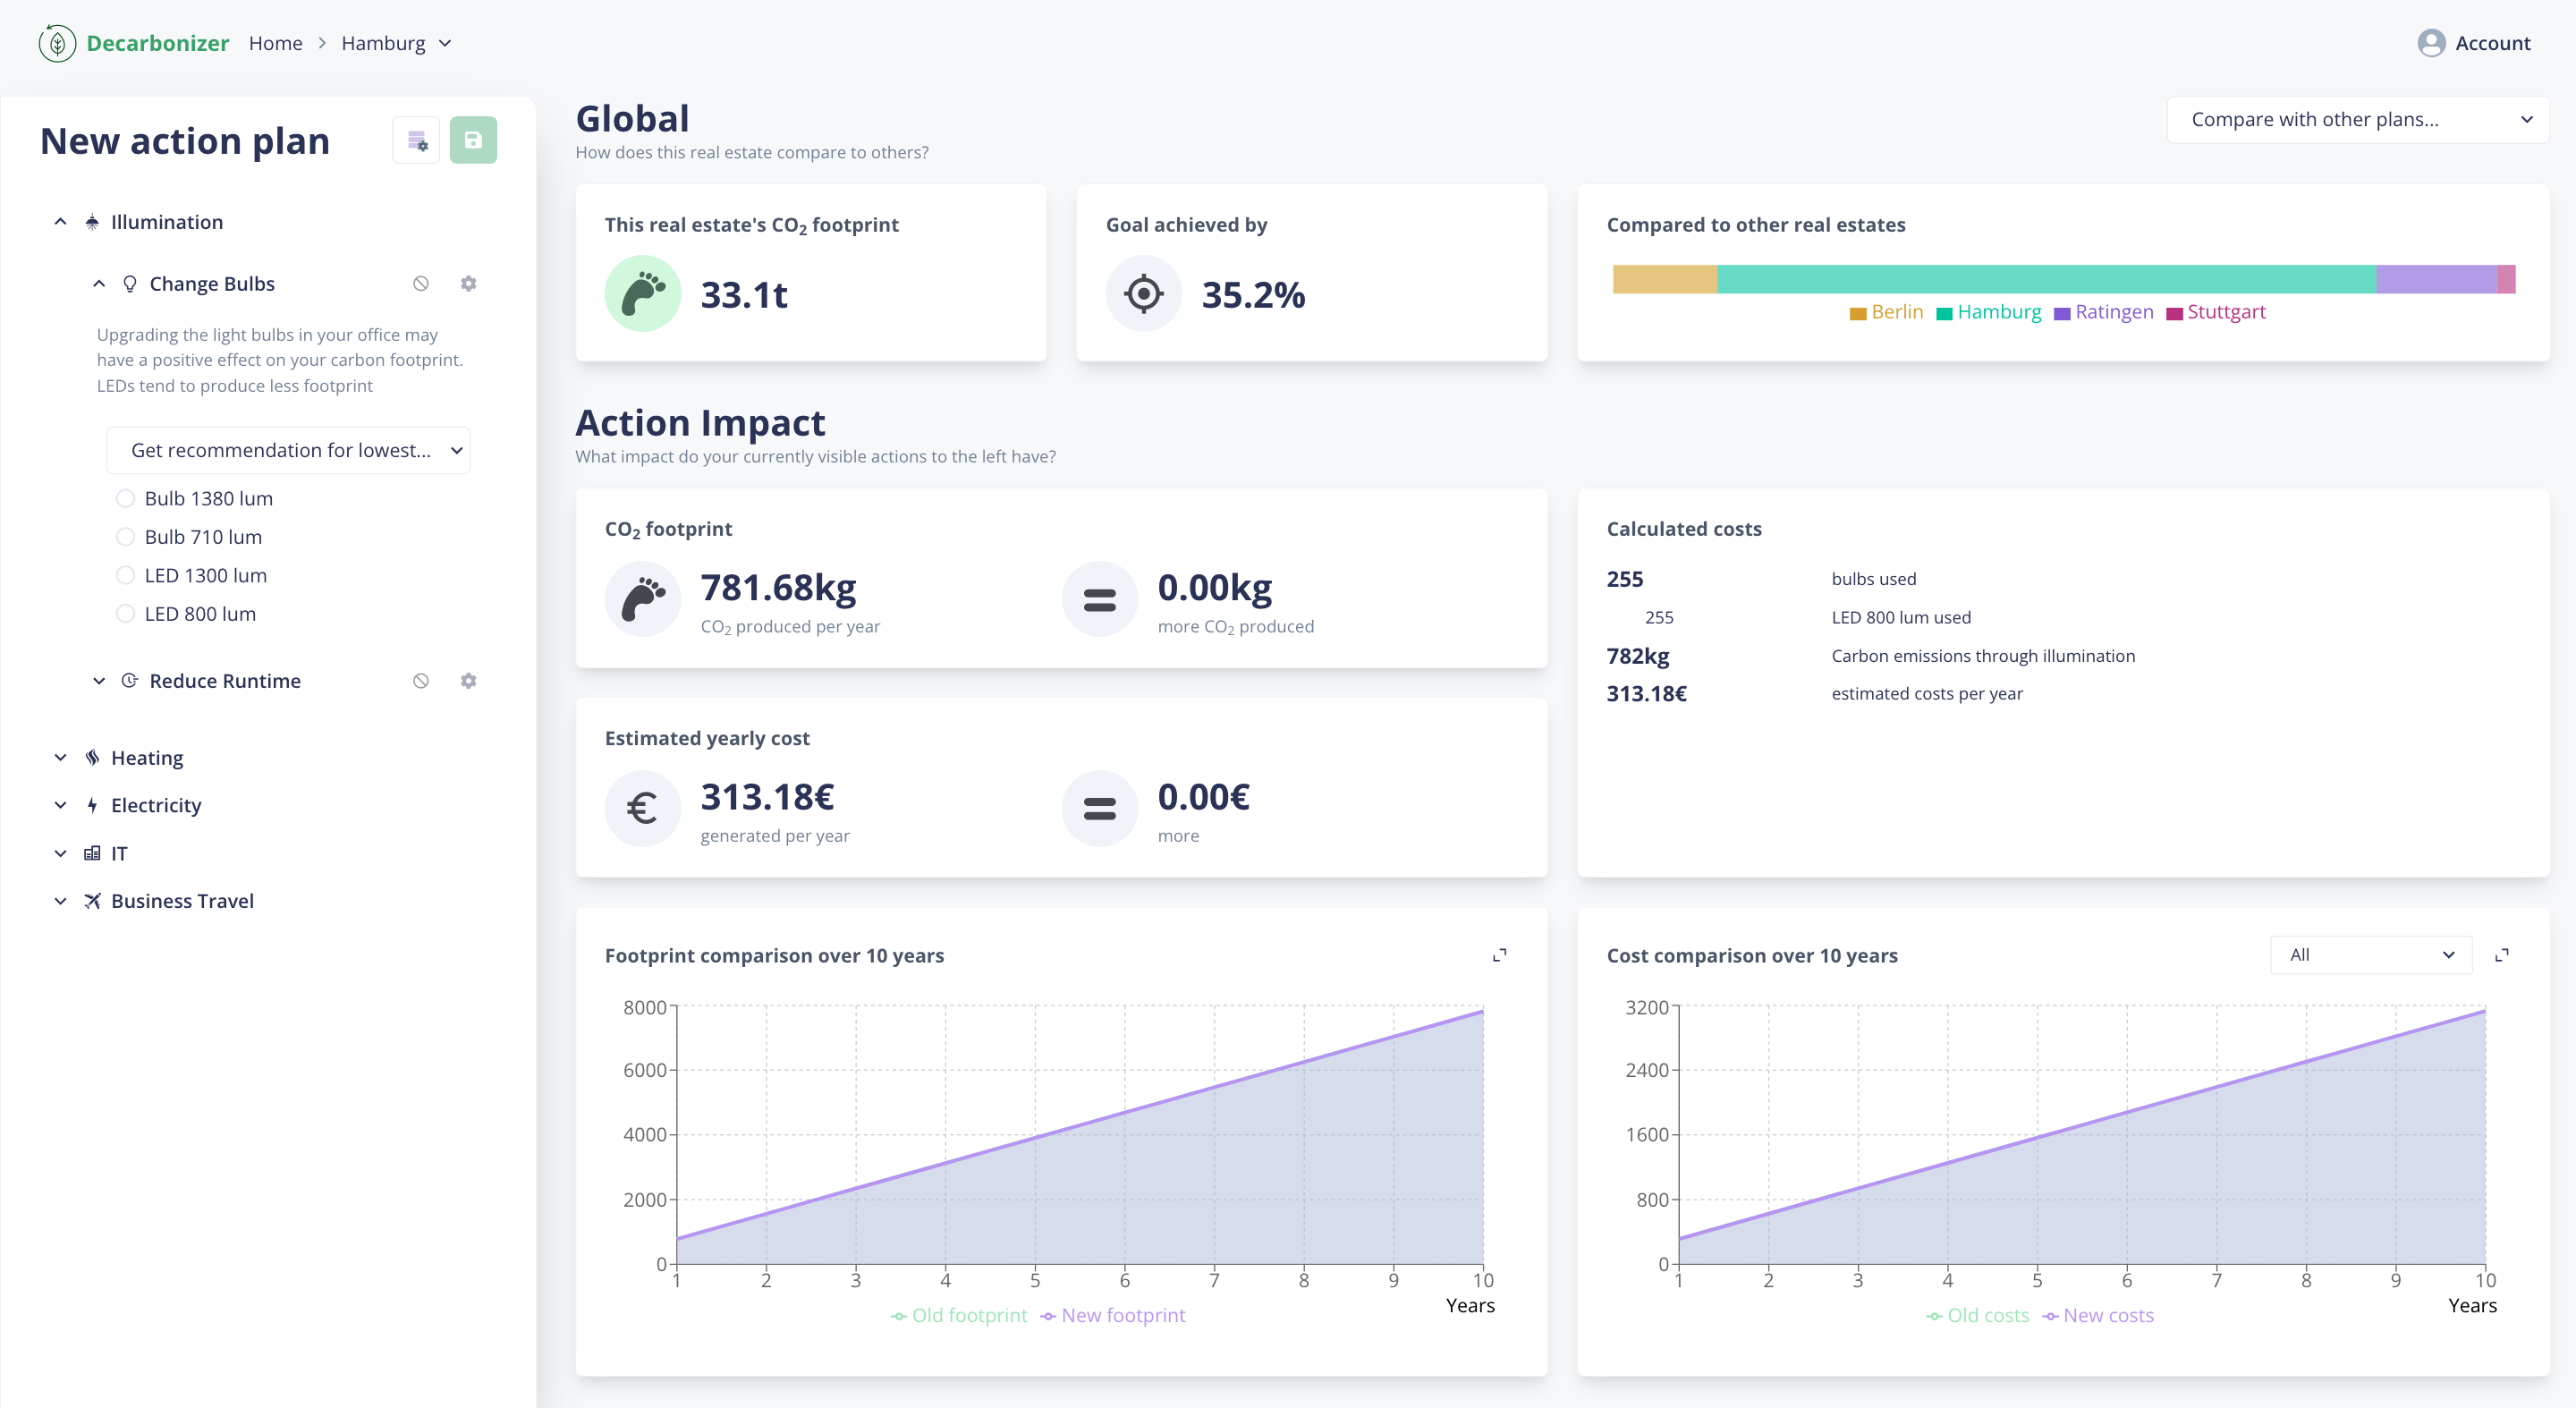 Decarbonizer Home Hamburg
Account
New action plan
Illumination
Change Bulbs
Upgrading the light bulbs in your office may
have a positive effect on your carbon footprint.
LEDs tend to produce less footprint
Get recommendation for lowest...
Bulb 1380 lum
Bulb 710 lum
LED 1300 lum
LED 800 lum
Reduce Runtime
Heating
Electricity
IT
Business Travel
Global
How does this real estate compare to others?
Compare with other plans...
This real estate's CO₂ footprint
33.1t
Goal achieved by
35.2%
Compared to other real estates
Berlin Hamburg Ratingen Stuttgart
Action Impact
What impact do your currently visible actions to the left have?
CO₂ footprint
781.68kg
CO₂ produced per year
0.00kg
more CO₂ produced
Estimated yearly cost
€
313.18€
generated per year
0.00€
more
Calculated costs
255 bulbs used
255 LED 800 lum used
782kg Carbon emissions through illumination
313.18€ estimated costs per year
Footprint comparison over 10 years
8000
6000
4000
2000
0
1 2 3 4 5 6 7 8 9 10
Years
Old footprint New footprint
Cost comparison over 10 years
All
3200
2400
1600
800
0
1 2 3 4 5 6 7 8 9 10
Years
Old costs New costs